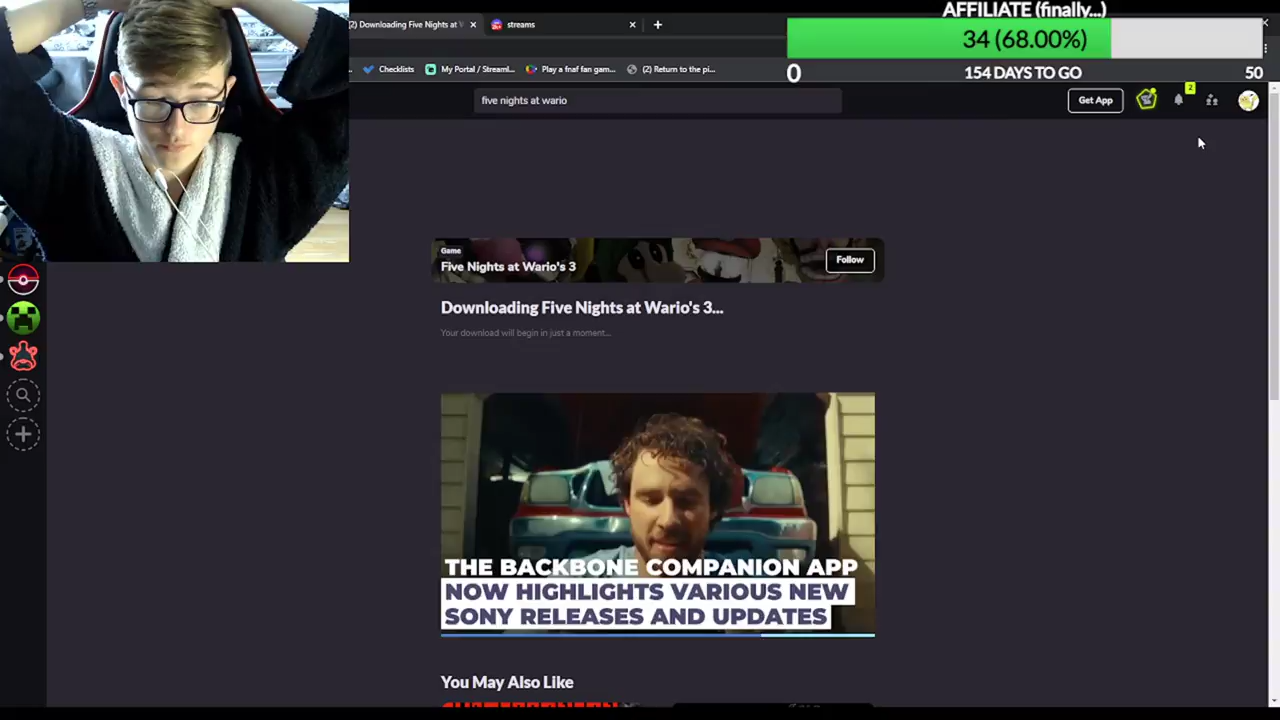 AFFILIATE (finally...)
34 (68.00%)
0
154 DAYS TO GO
50
(2) Downloading Five Nights at
streams
Checklists
My Portal / Streaml...
Play a fnaf fan gam...
(2) Return to the pi...
five nights at wario
Get App
2
Game
Five Nights at Wario's 3
Follow
Downloading Five Nights at Wario's 3...
Your download will begin in just a moment...
THE BACKBONE COMPANION APP
NOW HIGHLIGHTS VARIOUS NEW
SONY RELEASES AND UPDATES
You May Also Like